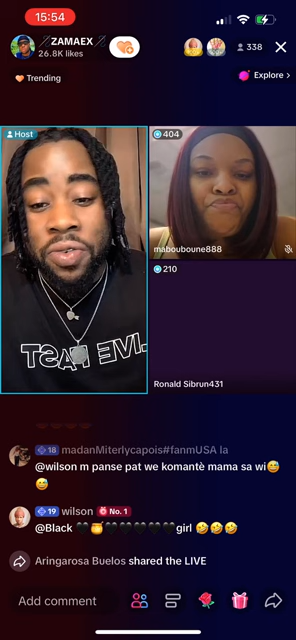 15:54
ZAMAEX
26.8K likes
338
Trending
Explore >
Host
404
LIVE FAST
mabouboune888
210
Ronald Sibrun431
18 madanMiterlycapois#fanmUSA la
@wilson m panse pat we komantè mama sa wi😅
😅
19 wilson No. 1
@Black 🖤🍯🖤🖤🖤🖤🖤🖤girl 🤣🤣🤣
Aringarosa Buelos shared the LIVE
Add comment